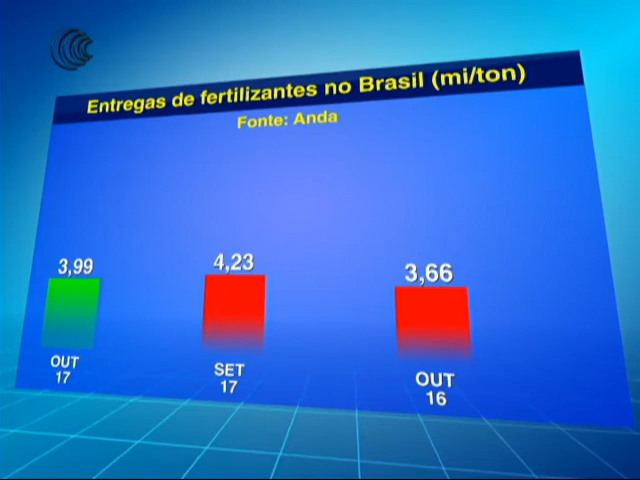 Entregas de fertilizantes no Brasil (mi/ton)
Fonte: Anda
3,99
4,23
3,66
OUT
17
SET
17
OUT
16